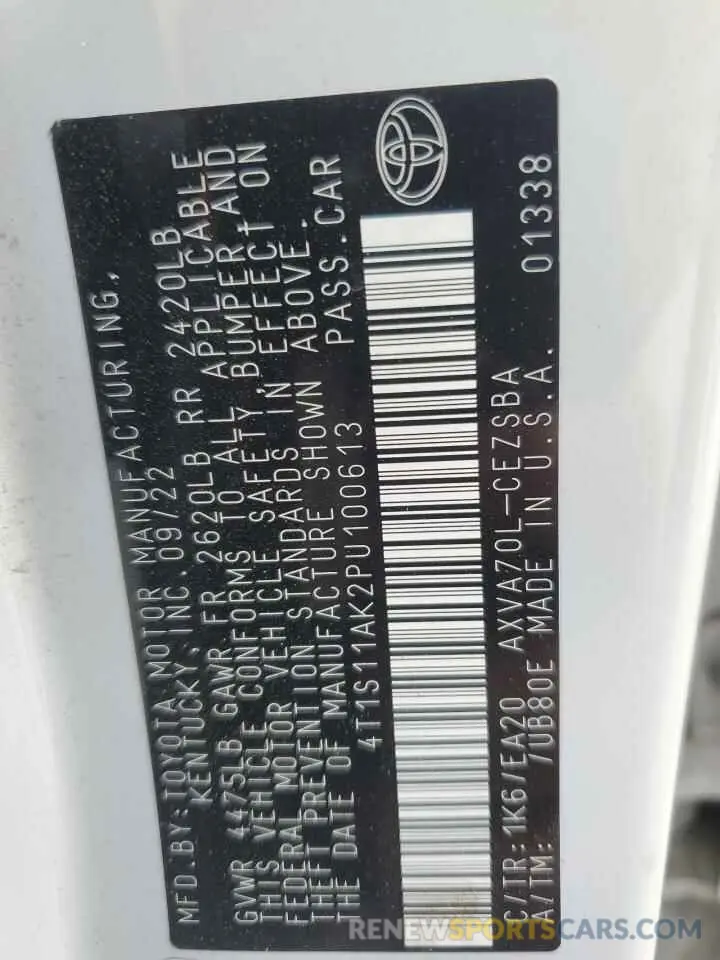 MFD.BY:TOYOTA MOTOR MANUFACTURING,
KENTUCKY, INC. 09/22
GVWR 4475LB GAWR FR 2620LB RR 2420LB
THIS VEHICLE CONFORMS TO ALL APPLICABLE
FEDERAL MOTOR VEHICLE SAFETY,BUMPER,AND
THEFT PREVENTION STANDARDS IN EFFECT ON
THE DATE OF MANUFACTURE SHOWN ABOVE.
4T1S11AK2PU100613 PASS.CAR
C/TR:1K6/EA20 AXVA70L-CEZSBA 01338
A/TM: /UB80E MADE IN U.S.A.
RENEWSPORTSCARS.COM